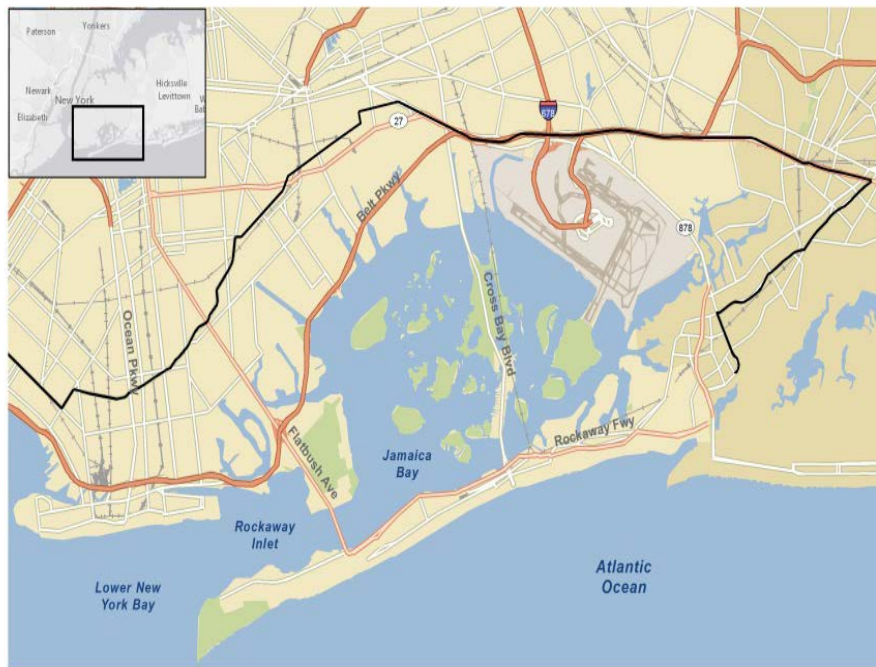 Paterson
Yonkers
Hicksville
Newark
Levittown
New York
Elizabeth
27
678
Belt Pkwy
878
Cross Bay Blvd
Ocean Pkwy
Flatbush Ave
Rockaway Fwy
Jamaica
Bay
Rockaway
Inlet
Atlantic
Ocean
Lower New
York Bay